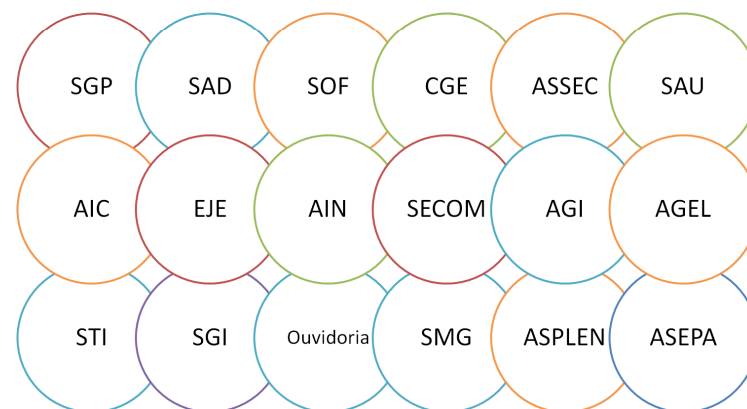 SGP SAD SOF CGE ASSEC SAU
AIC EJE AIN SECOM AGI AGEL
STI SGI Ouvidoria SMG ASPLEN ASEPA